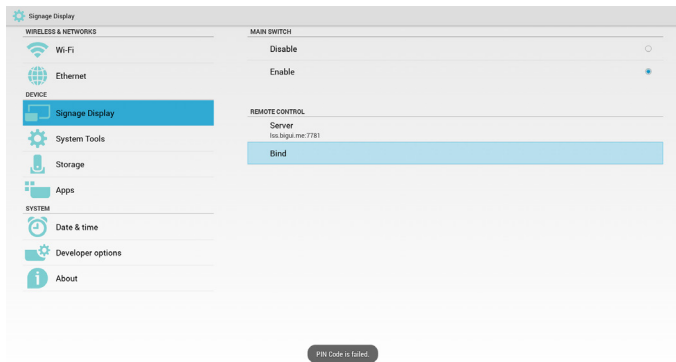 Signage Display
WIRELESS & NETWORKS
Wi-Fi
Ethernet
DEVICE
Signage Display
System Tools
Storage
Apps
SYSTEM
Date & time
Developer options
About
MAIN SWITCH
Disable
Enable
REMOTE CONTROL
Server
lss.bigui.me:7781
Bind
PIN Code is failed.